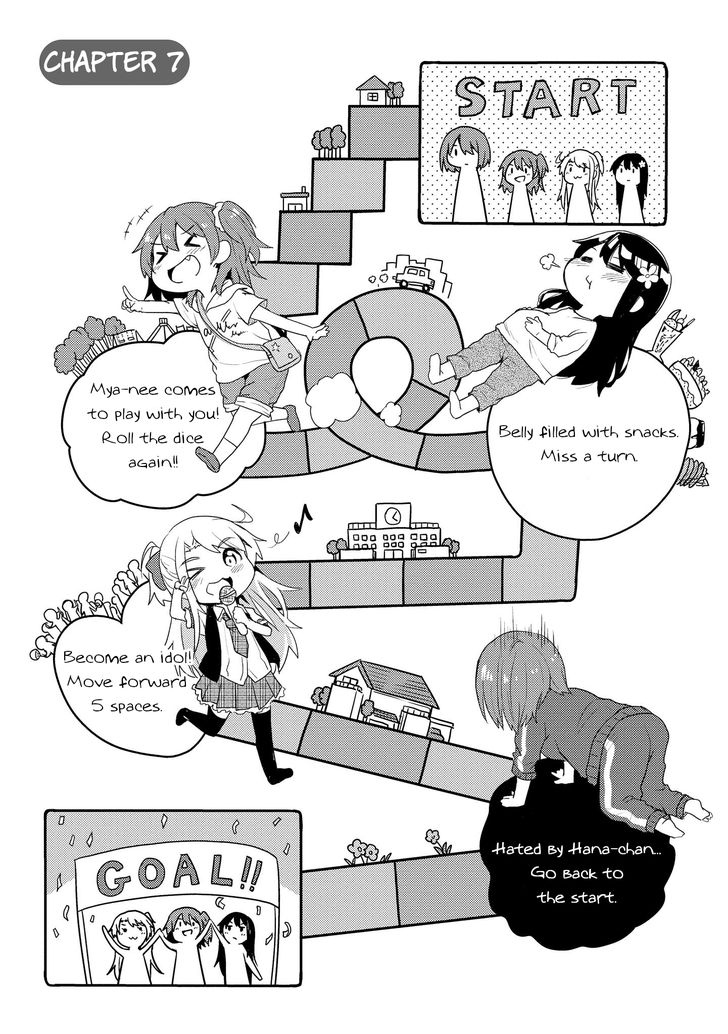 CHAPTER 7
START
Mya-nee comes
to play with you!
Roll the dice
again!!
Belly filled with snacks.
Miss a turn.
Become an idol!
Move forward
5 spaces.
Hated by Hana-chan...
Go back to
the start.
GOAL!!